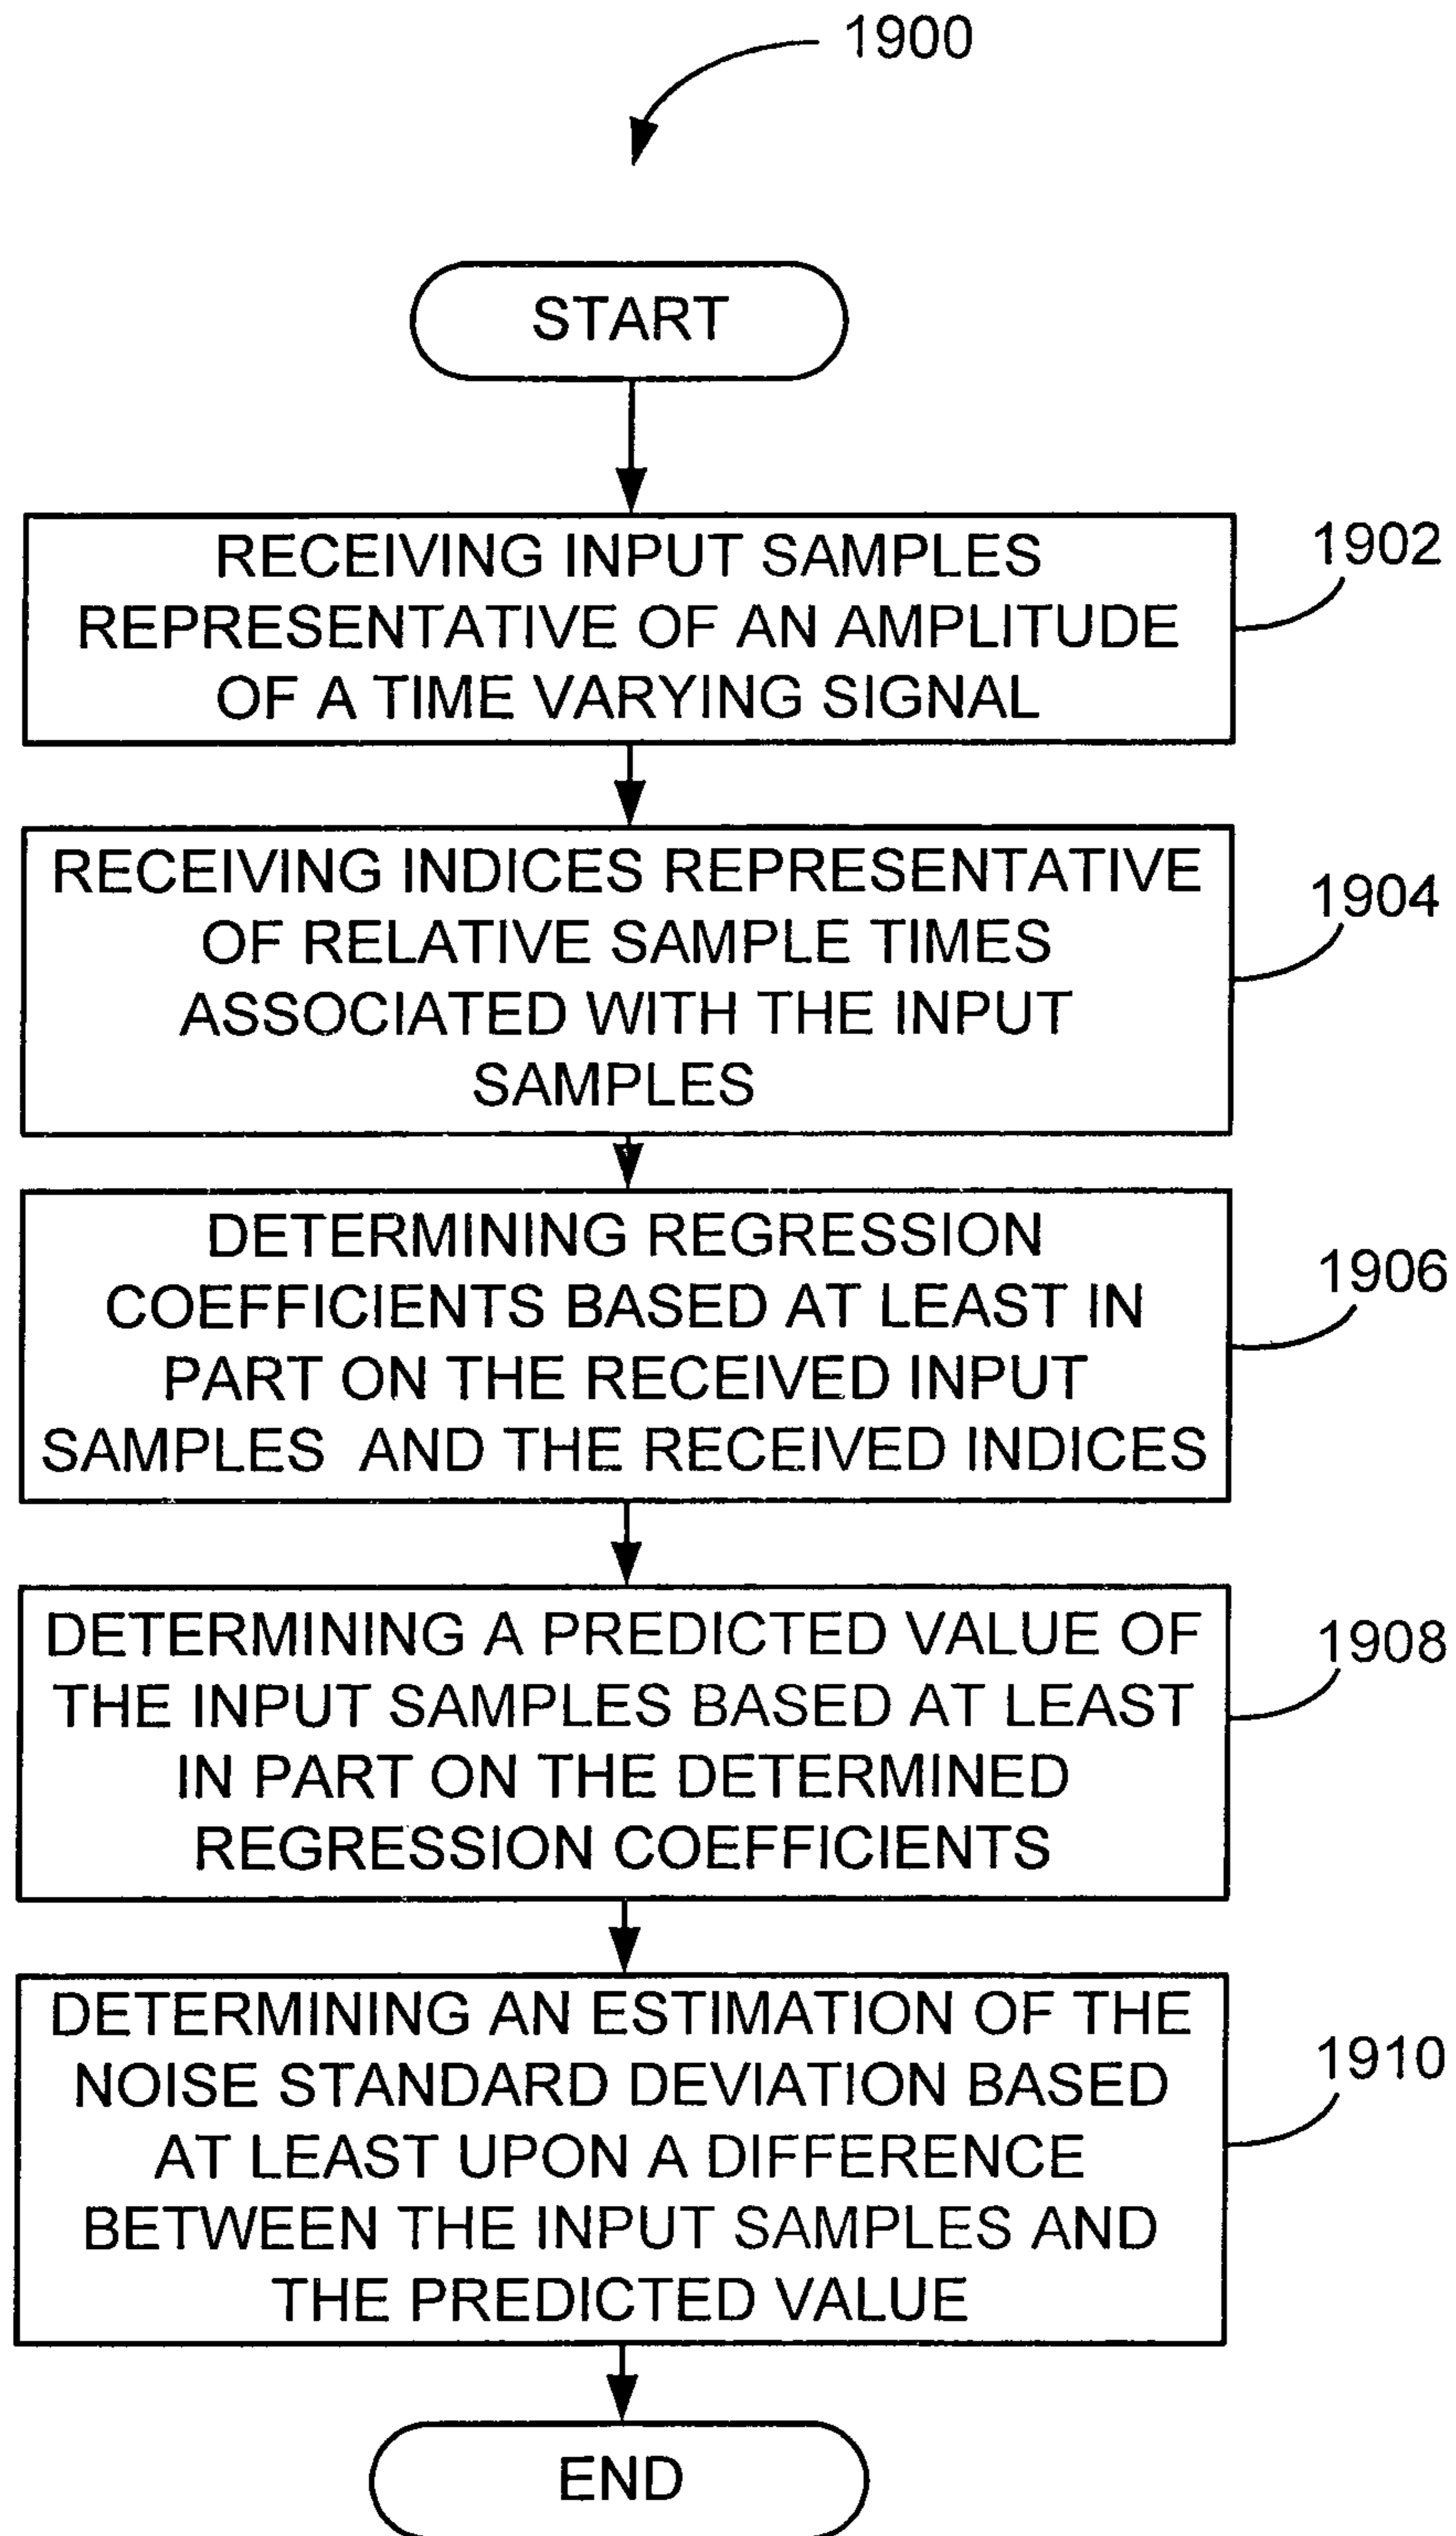 1900
START
RECEIVING INPUT SAMPLES
REPRESENTATIVE OF AN AMPLITUDE
OF A TIME VARYING SIGNAL
1902
RECEIVING INDICES REPRESENTATIVE
OF RELATIVE SAMPLE TIMES
ASSOCIATED WITH THE INPUT
SAMPLES
1904
DETERMINING REGRESSION
COEFFICIENTS BASED AT LEAST IN
PART ON THE RECEIVED INPUT
SAMPLES AND THE RECEIVED INDICES
1906
DETERMINING A PREDICTED VALUE OF
THE INPUT SAMPLES BASED AT LEAST
IN PART ON THE DETERMINED
REGRESSION COEFFICIENTS
1908
DETERMINING AN ESTIMATION OF THE
NOISE STANDARD DEVIATION BASED
AT LEAST UPON A DIFFERENCE
BETWEEN THE INPUT SAMPLES AND
THE PREDICTED VALUE
1910
END